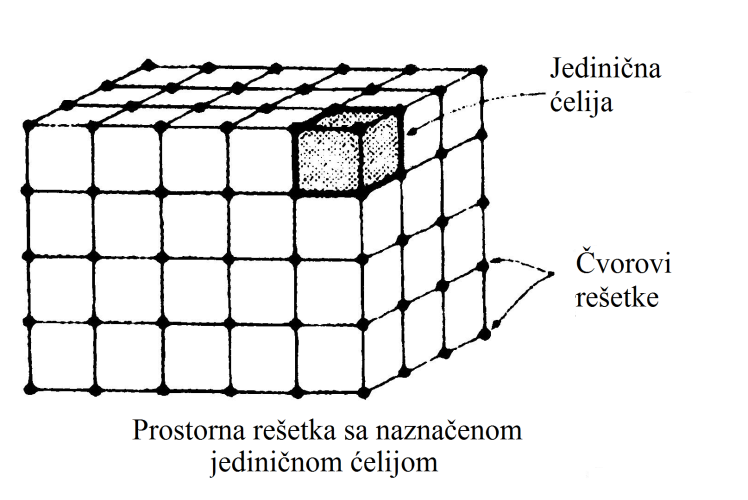 Jedinična
ćelija
Čvorovi
rešetke
Prostorna rešetka sa naznačenom
jediničnom ćelijom